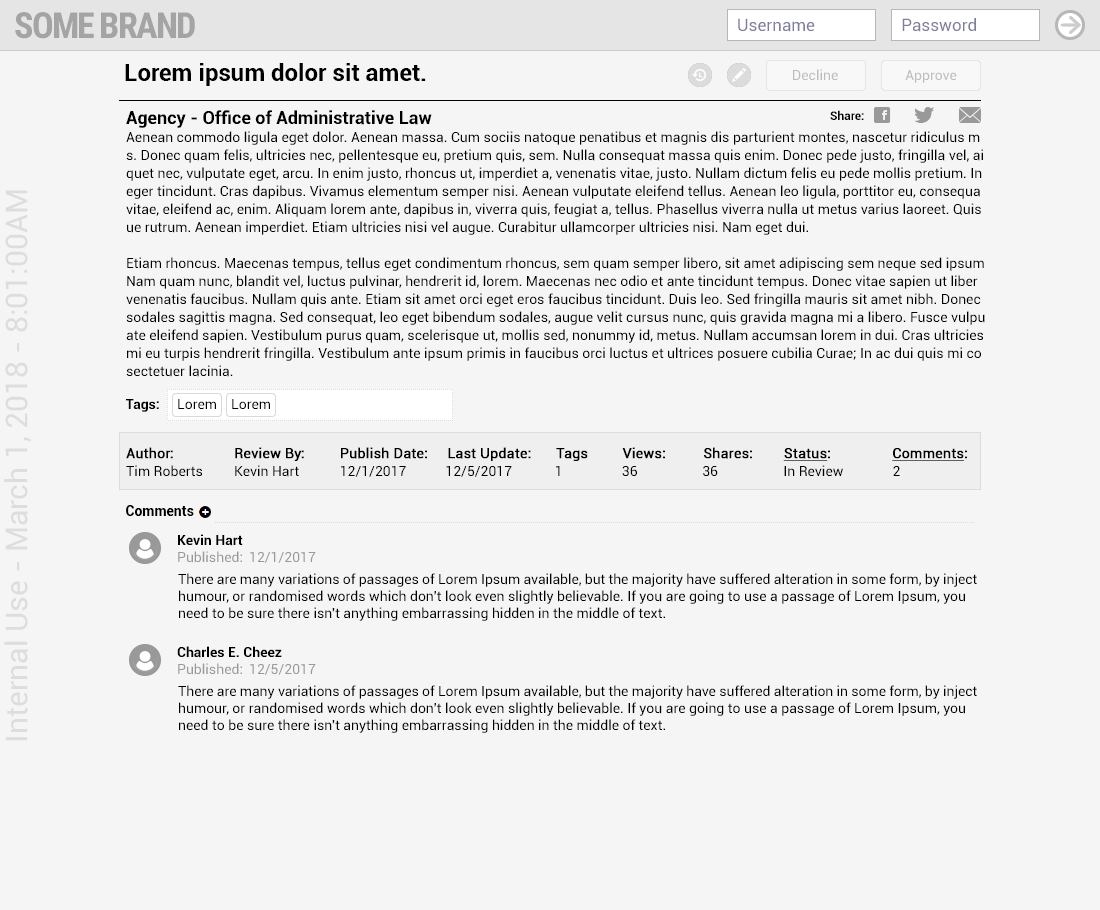 SOME BRAND
Username
Password
Lorem ipsum dolor sit amet.
Decline
Approve
Agency - Office of Administrative Law
Share:
Aenean commodo ligula eget dolor. Aenean massa. Cum sociis natoque penatibus et magnis dis parturient montes, nascetur ridiculus m
s. Donec quam felis, ultricies nec, pellentesque eu, pretium quis, sem. Nulla consequat massa quis enim. Donec pede justo, fringilla vel, ai
quet nec, vulputate eget, arcu. In enim justo, rhoncus ut, imperdiet a, venenatis vitae, justo. Nullam dictum felis eu pede mollis pretium. In
eger tincidunt. Cras dapibus. Vivamus elementum semper nisi. Aenean vulputate eleifend tellus. Aenean leo ligula, porttitor eu, consequa
vitae, eleifend ac, enim. Aliquam lorem ante, dapibus in, viverra quis, feugiat a, tellus. Phasellus viverra nulla ut metus varius laoreet. Quis
ue rutrum. Aenean imperdiet. Etiam ultricies nisi vel augue. Curabitur ullamcorper ultricies nisi. Nam eget dui.
Etiam rhoncus. Maecenas tempus, tellus eget condimentum rhoncus, sem quam semper libero, sit amet adipiscing sem neque sed ipsum
Nam quam nunc, blandit vel, luctus pulvinar, hendrerit id, lorem. Maecenas nec odio et ante tincidunt tempus. Donec vitae sapien ut liber
venenatis faucibus. Nullam quis ante. Etiam sit amet orci eget eros faucibus tincidunt. Duis leo. Sed fringilla mauris sit amet nibh. Donec
sodales sagittis magna. Sed consequat, leo eget bibendum sodales, augue velit cursus nunc, quis gravida magna mi a libero. Fusce vulpu
ate eleifend sapien. Vestibulum purus quam, scelerisque ut, mollis sed, nonummy id, metus. Nullam accumsan lorem in dui. Cras ultricies
mi eu turpis hendrerit fringilla. Vestibulum ante ipsum primis in faucibus orci luctus et ultrices posuere cubilia Curae; In ac dui quis mi co
sectetuer lacinia.
Tags: Lorem Lorem
Author: Review By: Publish Date: Last Update: Tags Views: Shares: Status: Comments:
Tim Roberts Kevin Hart 12/1/2017 12/5/2017 1 36 36 In Review 2
Comments
Kevin Hart
Published: 12/1/2017
There are many variations of passages of Lorem Ipsum available, but the majority have suffered alteration in some form, by inject
humour, or randomised words which don't look even slightly believable. If you are going to use a passage of Lorem Ipsum, you
need to be sure there isn't anything embarrassing hidden in the middle of text.
Charles E. Cheez
Published: 12/5/2017
There are many variations of passages of Lorem Ipsum available, but the majority have suffered alteration in some form, by inject
humour, or randomised words which don't look even slightly believable. If you are going to use a passage of Lorem Ipsum, you
need to be sure there isn't anything embarrassing hidden in the middle of text.
Internal Use - March 1, 2018 - 8:01:00AM